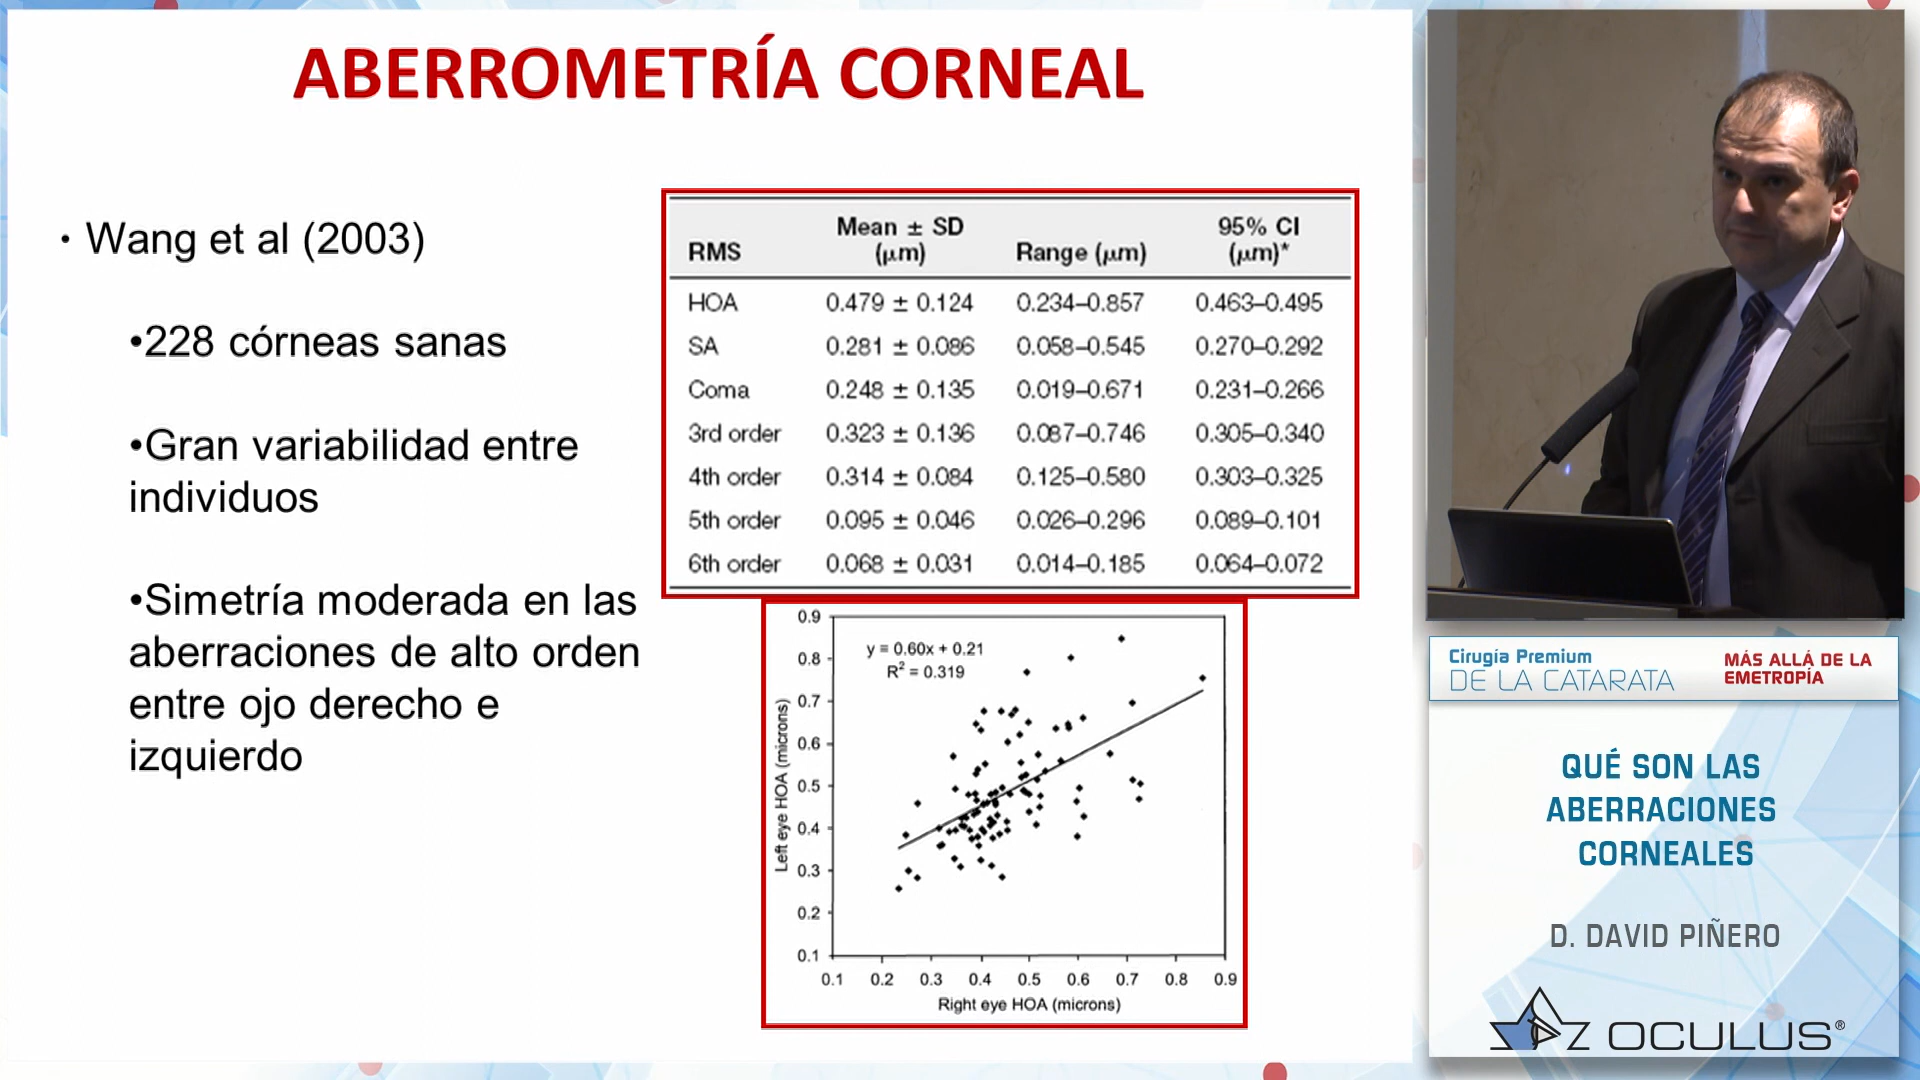 ABERROMETRÍA CORNEAL
• Wang et al (2003)
•228 córneas sanas
•Gran variabilidad entre
individuos
•Simetría moderada en las
aberraciones de alto orden
entre ojo derecho e
izquierdo
RMS Mean ± SD (μm) Range (μm) 95% CI (μm)*
HOA 0.479 ± 0.124 0.234–0.857 0.463–0.495
SA 0.281 ± 0.086 0.058–0.545 0.270–0.292
Coma 0.248 ± 0.135 0.019–0.671 0.231–0.266
3rd order 0.323 ± 0.136 0.087–0.746 0.305–0.340
4th order 0.314 ± 0.084 0.125–0.580 0.303–0.325
5th order 0.095 ± 0.046 0.026–0.296 0.089–0.101
6th order 0.068 ± 0.031 0.014–0.185 0.064–0.072
y = 0.60x + 0.21
R² = 0.319
Left eye HOA (microns)
0.9
0.8
0.7
0.6
0.5
0.4
0.3
0.2
0.1
0.1 0.2 0.3 0.4 0.5 0.6 0.7 0.8 0.9
Right eye HOA (microns)
Cirugía Premium
DE LA CATARATA
MÁS ALLÁ DE LA
EMETROPÍA
QUÉ SON LAS
ABERRACIONES
CORNEALES
D. DAVID PIÑERO
OCULUS®